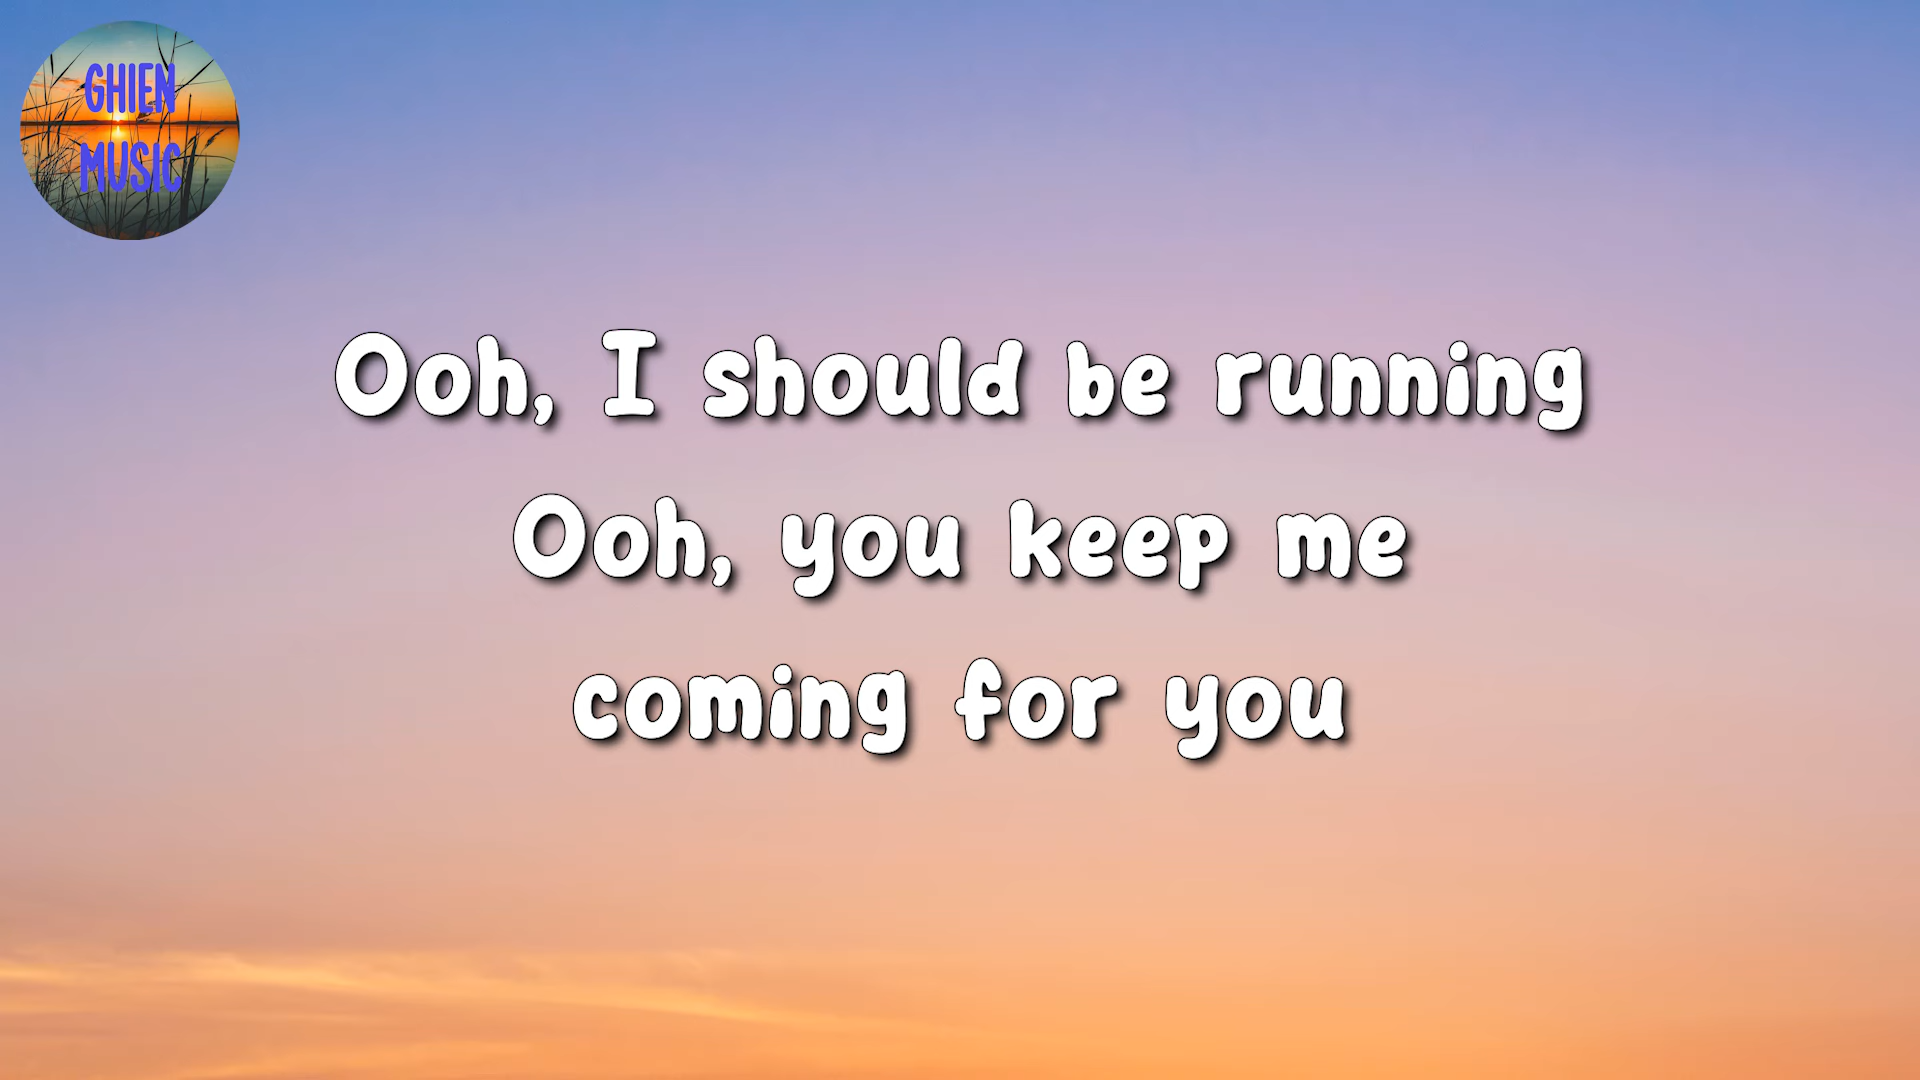 GHIEN
MUSIC
Ooh, I should be running
Ooh, you keep me
coming for you